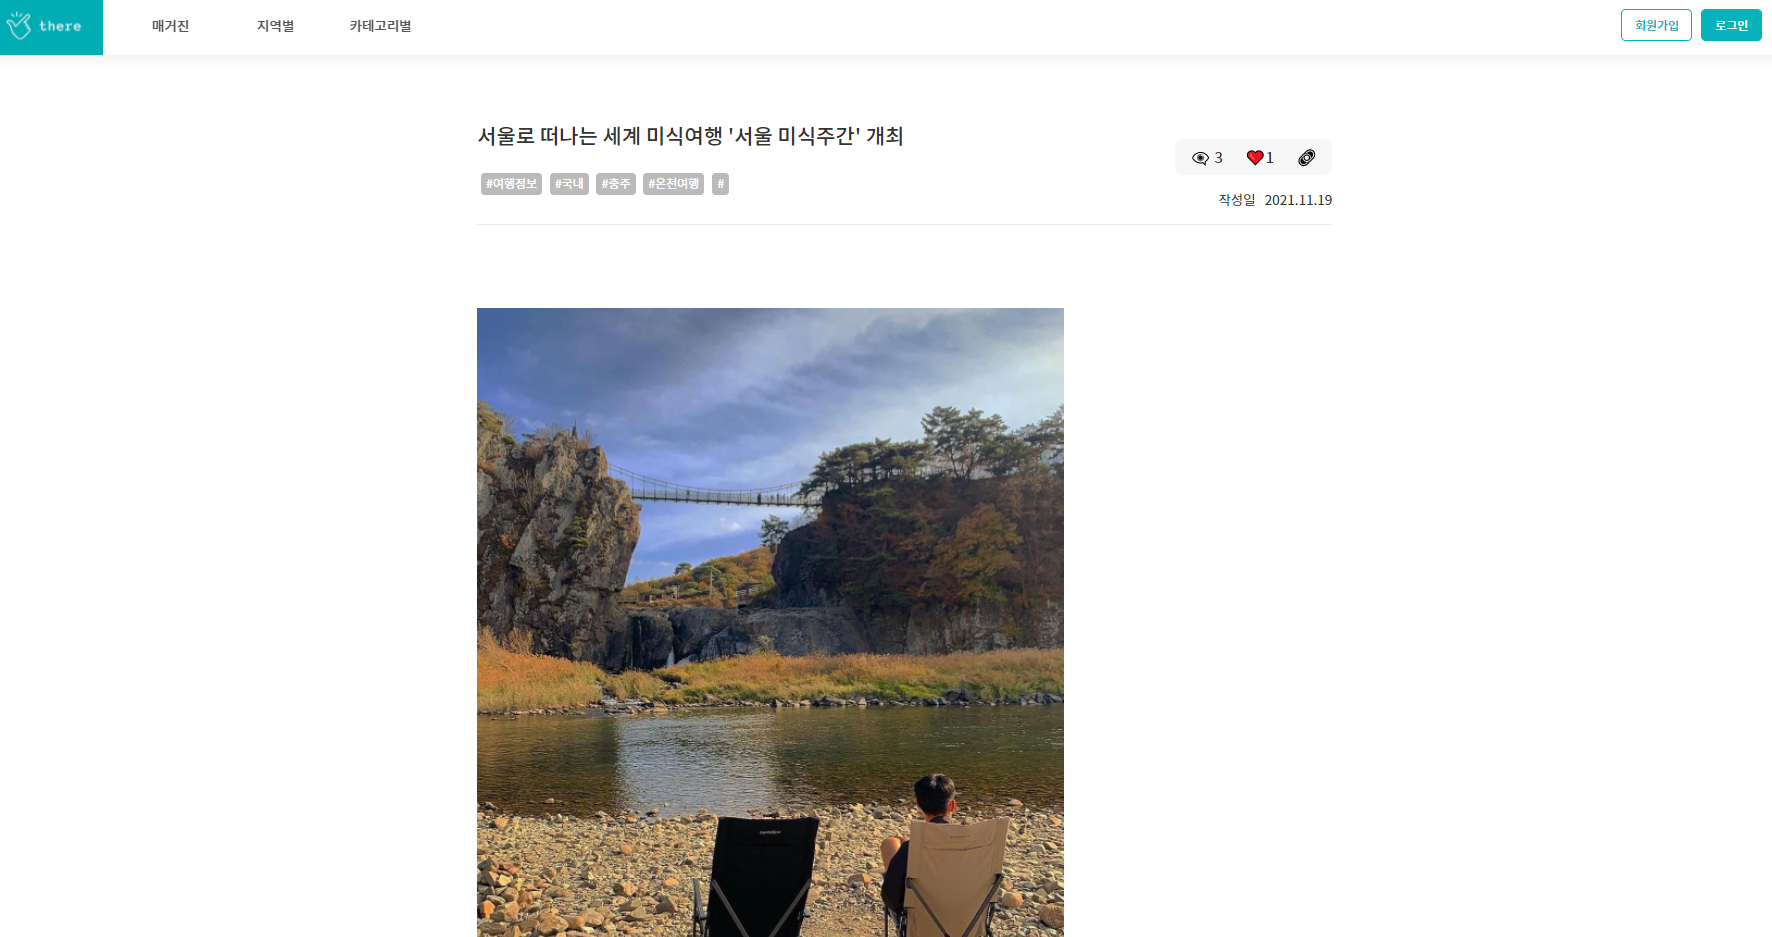 there
매거진
지역별
카테고리별
회원가입
로그인
서울로 떠나는 세계 미식여행 '서울 미식주간' 개최
3
1
#여행정보 #국내 #충주 #온천여행 #
작성일 2021.11.19